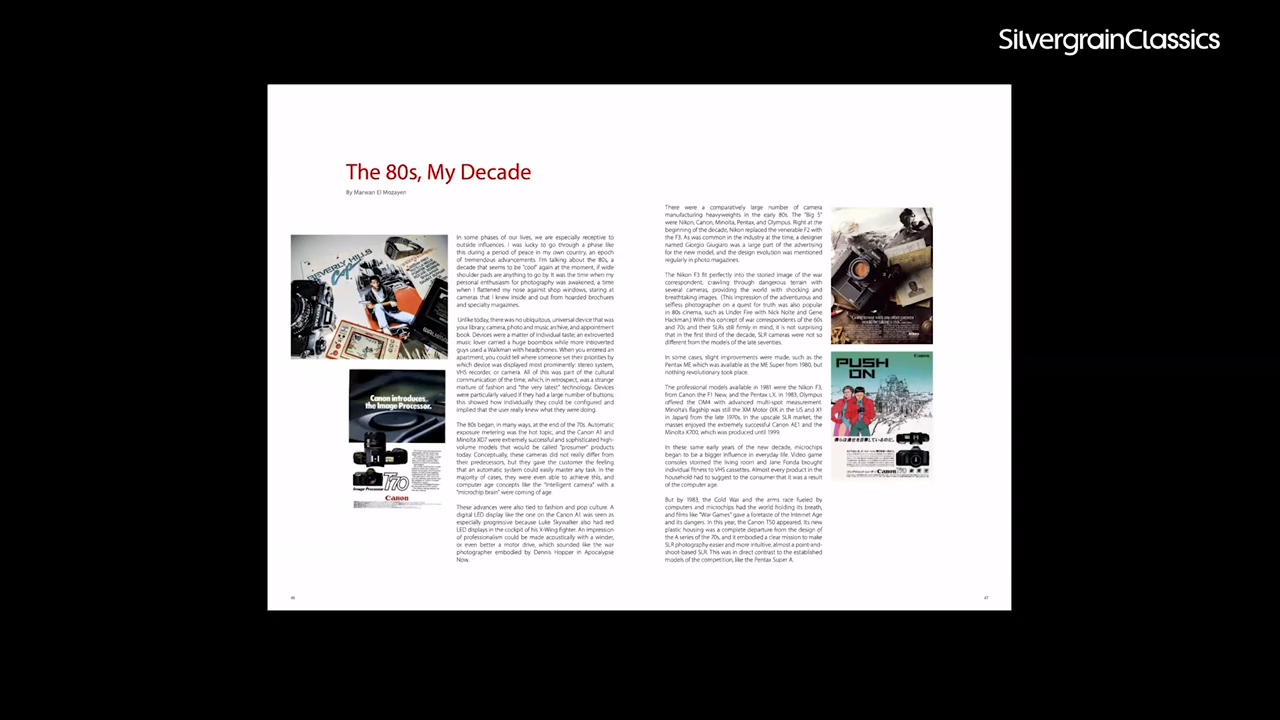 SilvergrainClassics
The 80s, My Decade
By Marwan El Mozayen
In some phases of our lives, we are especially receptive to
outside influences. I was lucky to go through a phase like
this during a period of peace in my own country, an epoch
of tremendous advancements. I'm talking about the 80s, a
decade that seems to be "cool" again at the moment, if wide
shoulder pads are anything to go by. It was the time when my
personal enthusiasm for photography was awakened, a time
when I flattened my nose against shop windows, staring at
cameras that I knew inside and out from hoarded brochures
and specialty magazines.
Unlike today, there was no ubiquitous, universal device that was
your library, camera, photo and music archive, and appointment
book. Devices were a matter of individual taste; an extroverted
music lover carried a huge boombox while more introverted
guys used a Walkman with headphones. When you entered an
apartment, you could tell where someone set their priorities by
which device was displayed most prominently: stereo system,
VHS recorder, or camera. All of this was part of the cultural
communication of the time, which, in retrospect, was a strange
mixture of fashion and "the very latest" technology. Devices
were particularly valued if they had a large number of buttons;
this showed how individually they could be configured and
implied that the user really knew what they were doing.
The 80s began, in many ways, at the end of the 70s. Automatic
exposure metering was the hot topic, and the Canon A1 and
Minolta XD7 were extremely successful and sophisticated high-
volume models that would be called "prosumer" products
today. Conceptually, these cameras did not really differ from
their predecessors, but they gave the customer the feeling
that an automatic system could easily master any task. In the
majority of cases, they were even able to achieve this, and
computer age concepts like the "intelligent camera" with a
"microchip brain" were coming of age.
These advances were also tied to fashion and pop culture. A
digital LED display like the one on the Canon A1 was seen as
especially progressive because Luke Skywalker also had red
LED displays in the cockpit of his X-Wing fighter. An impression
of professionalism could be made acoustically with a winder,
or even better a motor drive, which sounded like the war
photographer embodied by Dennis Hopper in Apocalypse
Now.
Canon introduces
the Image Processor.
T70
Image Processor
Canon
46
There were a comparatively large number of camera
manufacturing heavyweights in the early 80s. The "Big 5"
were Nikon, Canon, Minolta, Pentax, and Olympus. Right at the
beginning of the decade, Nikon replaced the venerable F2 with
the F3. As was common in the industry at the time, a designer
named Giorgio Giugiaro was a large part of the advertising
for the new model, and the design evolution was mentioned
regularly in photo magazines.
The Nikon F3 fit perfectly into the storied image of the war
correspondent, crawling through dangerous terrain with
several cameras, providing the world with shocking and
breathtaking images. (This impression of the adventurous and
selfless photographer on a quest for truth was also popular
in 80s cinema, such as Under Fire with Nick Nolte and Gene
Hackman.) With this concept of war correspondents of the 60s
and 70s and their SLRs still firmly in mind, it is not surprising
that in the first third of the decade, SLR cameras were not so
different from the models of the late seventies.
In some cases, slight improvements were made, such as the
Pentax ME which was available as the ME Super from 1980, but
nothing revolutionary took place.
The professional models available in 1981 were the Nikon F3,
from Canon the F1 New, and the Pentax LX. in 1983, Olympus
offered the OM4 with advanced multi-spot measurement.
Minolta's flagship was still the XM Motor (XK in the US and X1
in Japan) from the late 1970s. In the upscale SLR market, the
masses enjoyed the extremely successful Canon AE1 and the
Minolta X700, which was produced until 1999.
In these same early years of the new decade, microchips
began to be a bigger influence in everyday life. Video game
consoles stormed the living room and Jane Fonda brought
individual fitness to VHS cassettes. Almost every product in the
household had to suggest to the consumer that it was a result
of the computer age.
But by 1983, the Cold War and the arms race fueled by
computers and microchips had the world holding its breath,
and films like "War Games" gave a foretaste of the Internet Age
and its dangers. In this year, the Canon T50 appeared. Its new
plastic housing was a complete departure from the design of
the A series of the 70s, and it embodied a clear mission to make
SLR photography easier and more intuitive, almost a point-and-
shoot-based SLR. This was in direct contrast to the established
models of the competition, like the Pentax Super A.
Canon
PUSH
ON
47